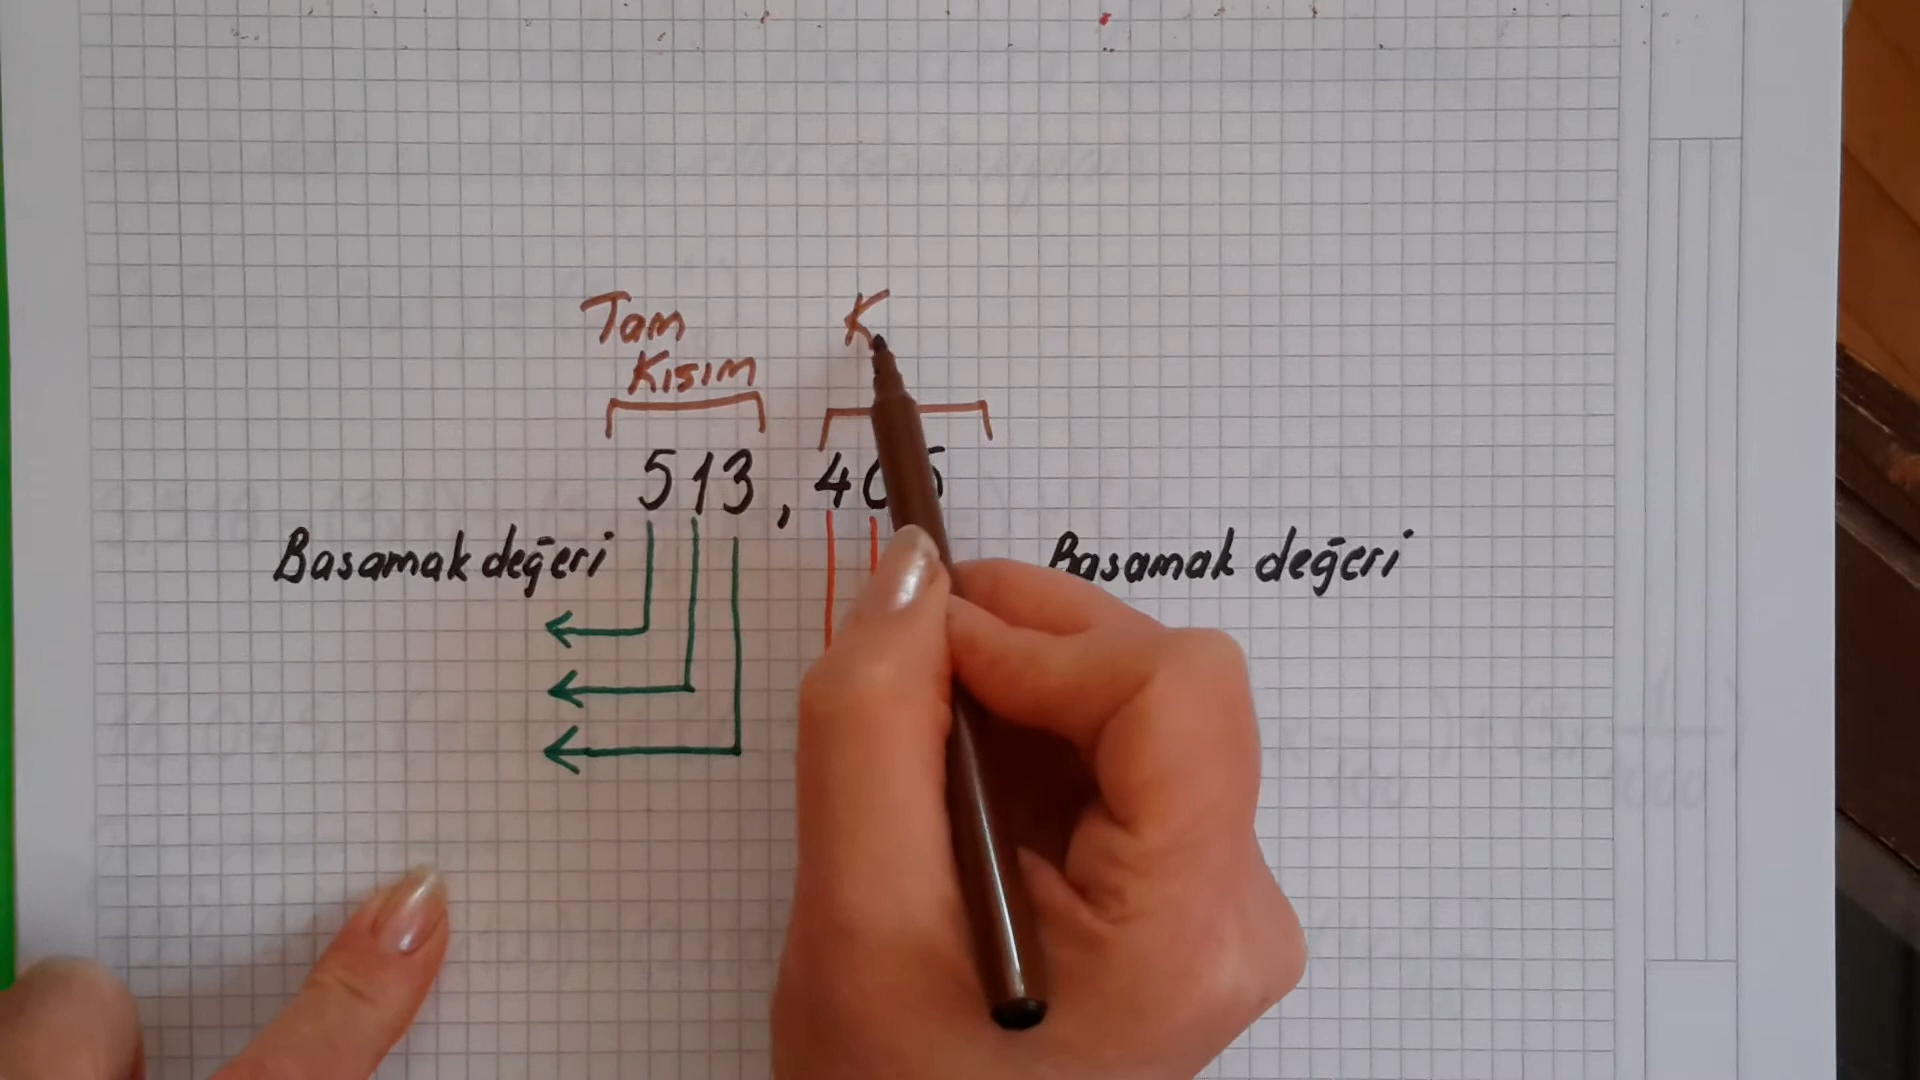 Tam K
Kısım
513, 4
Basamak değeri Basamak değeri